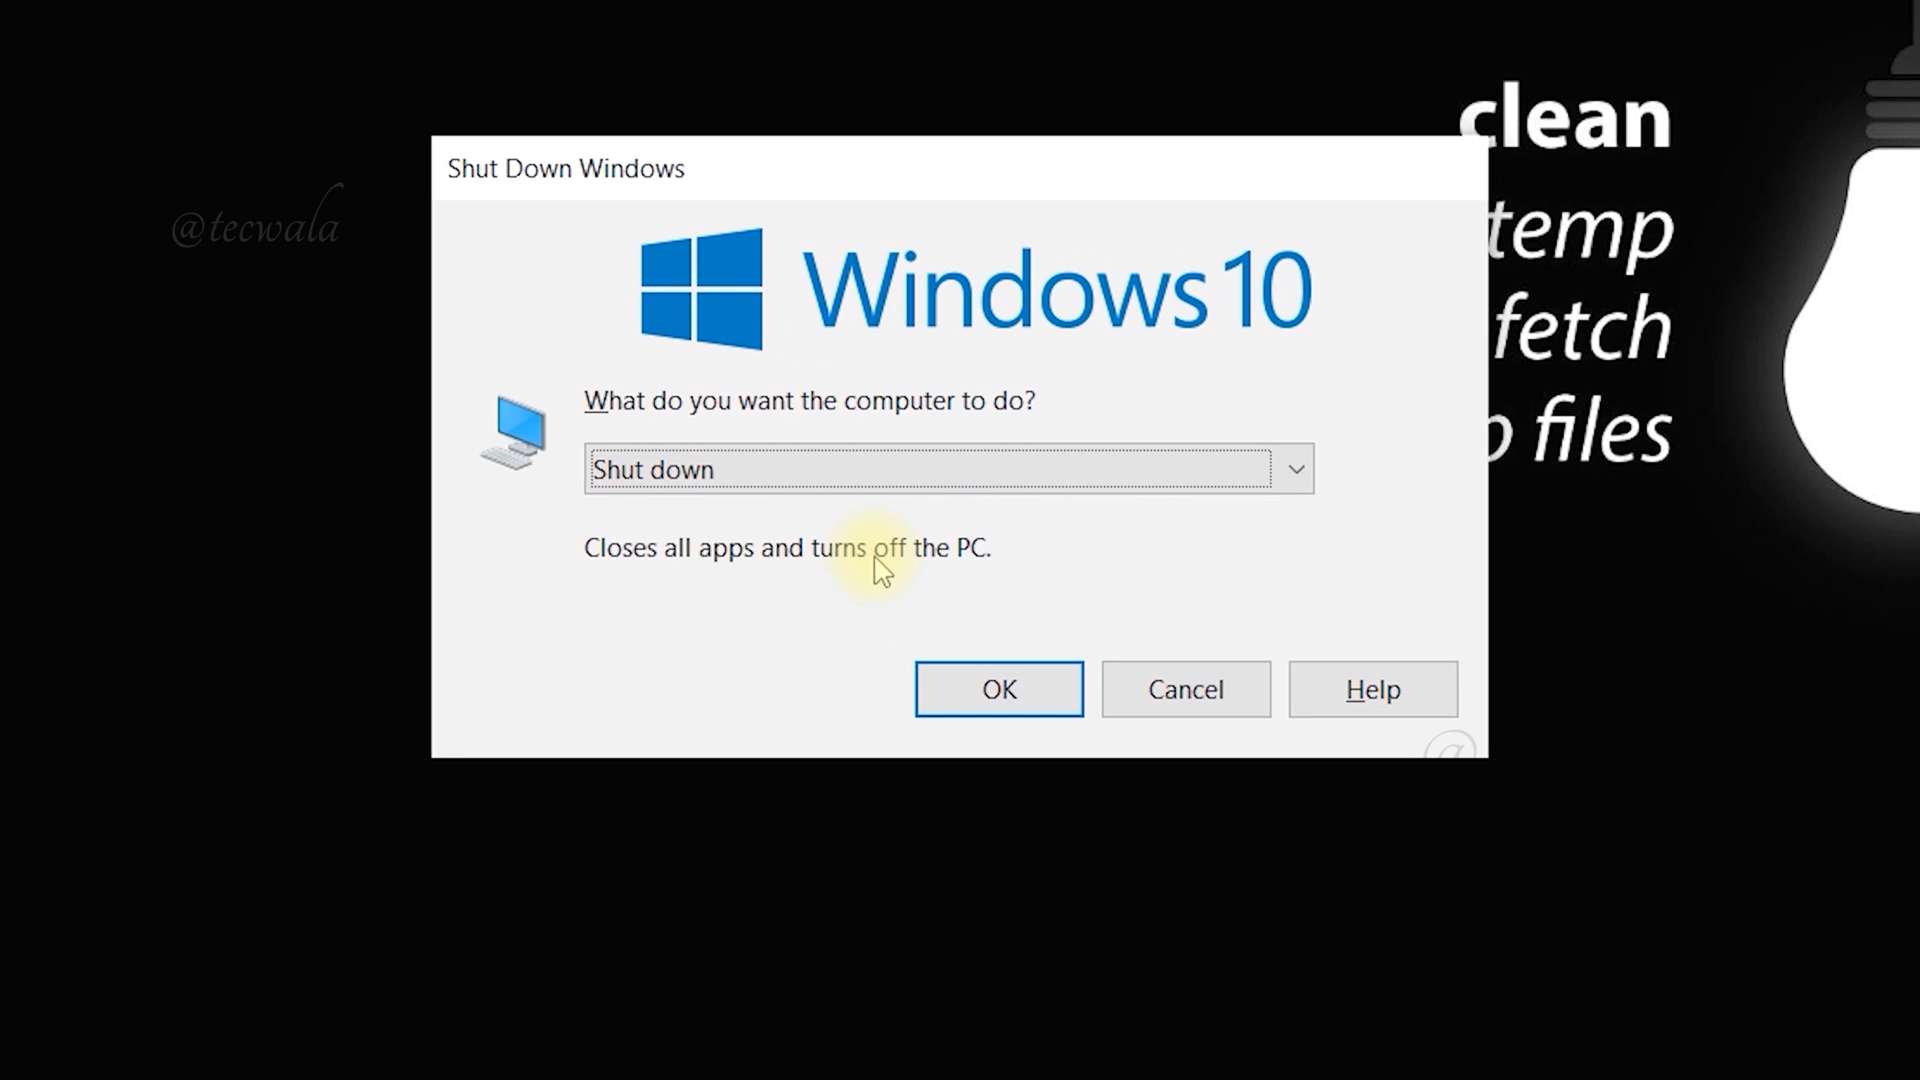 clean
@tecwala
Shut Down Windows
temp
Windows 10
fetch
What do you want the computer to do?
files
Shut down
Closes all apps and turns off the PC.
OK
Cancel
Help
@